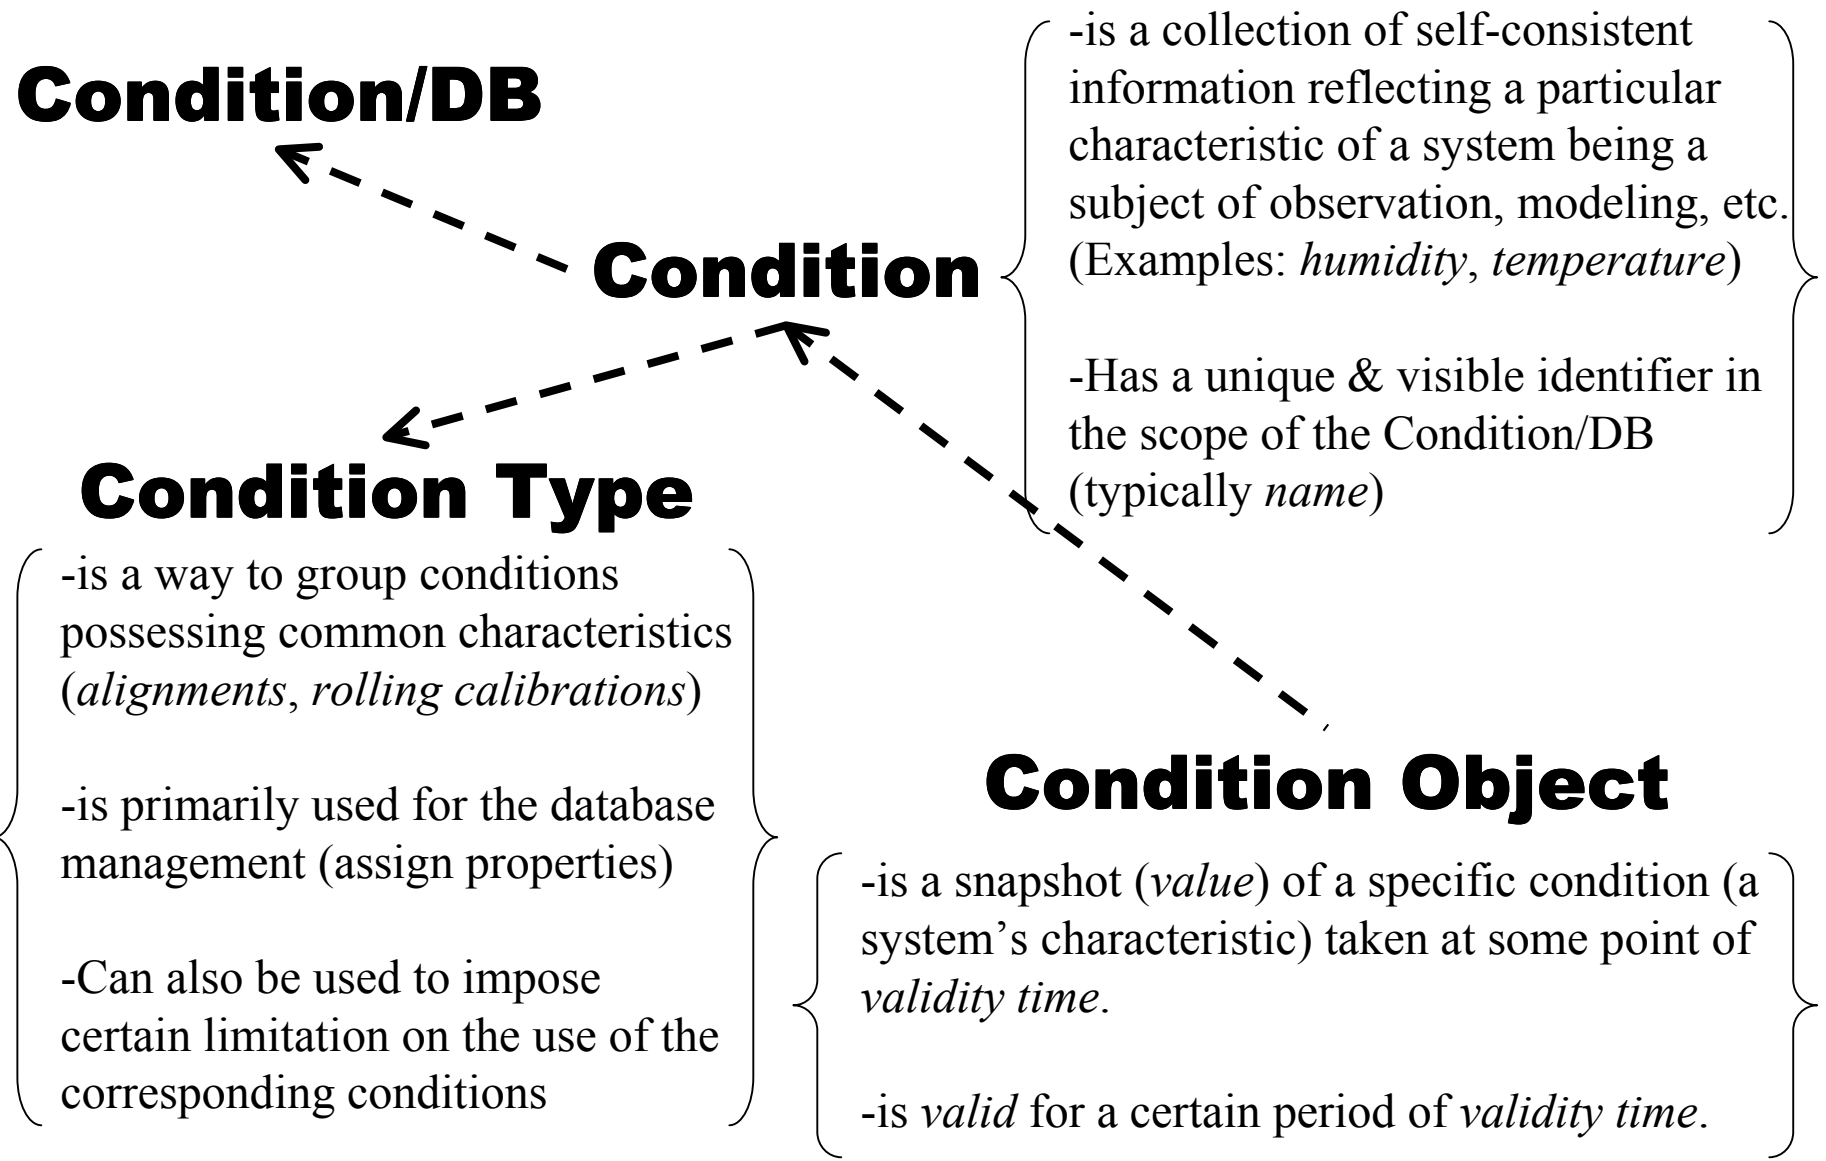 Condition/DB
Condition
-is a collection of self-consistent
information reflecting a particular
characteristic of a system being a
subject of observation, modeling, etc.
(Examples: humidity, temperature)
-Has a unique & visible identifier in
the scope of the Condition/DB
(typically name)
Condition Type
-is a way to group conditions
possessing common characteristics
(alignments, rolling calibrations)
-is primarily used for the database
management (assign properties)
-Can also be used to impose
certain limitation on the use of the
corresponding conditions
Condition Object
-is a snapshot (value) of a specific condition (a
system’s characteristic) taken at some point of
validity time.
-is valid for a certain period of validity time.